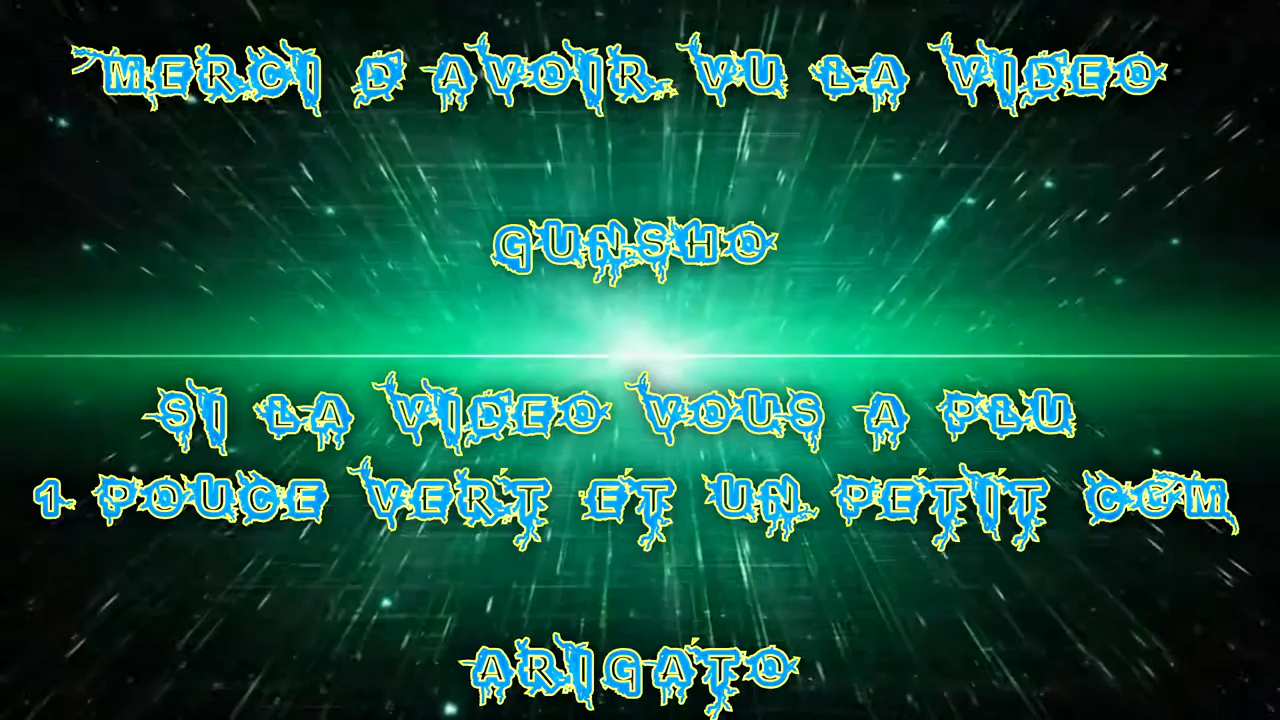 MERCI D AVOIR VU LA VIDEO
GUNSHO
SI LA VIDEO VOUS A PLU
1 POUCE VERT ET UN PETIT COM
ARIGATO